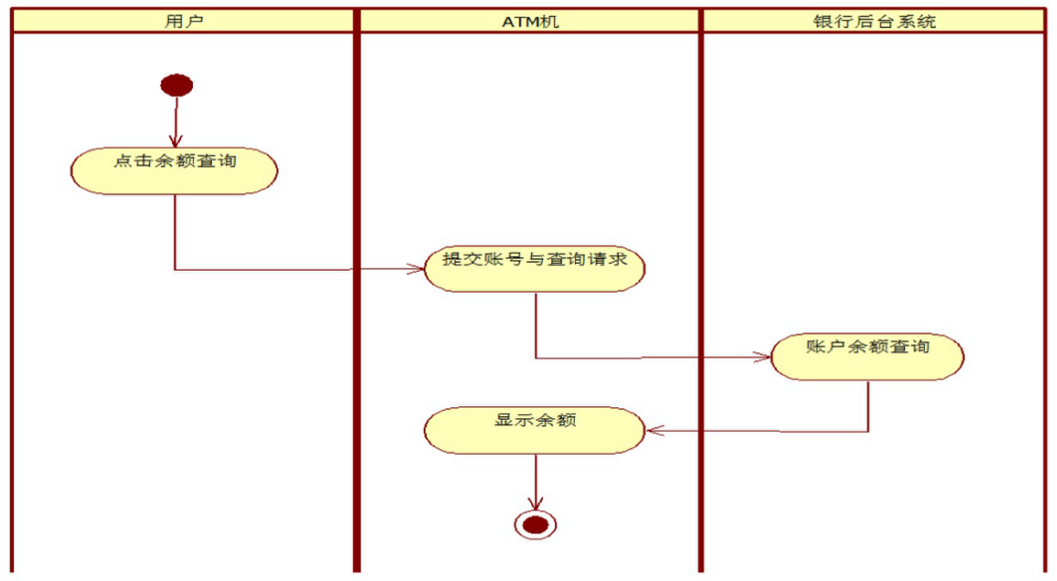 用户
ATM机
银行后台系统
点击余额查询
提交账号与查询请求
账户余额查询
显示余额